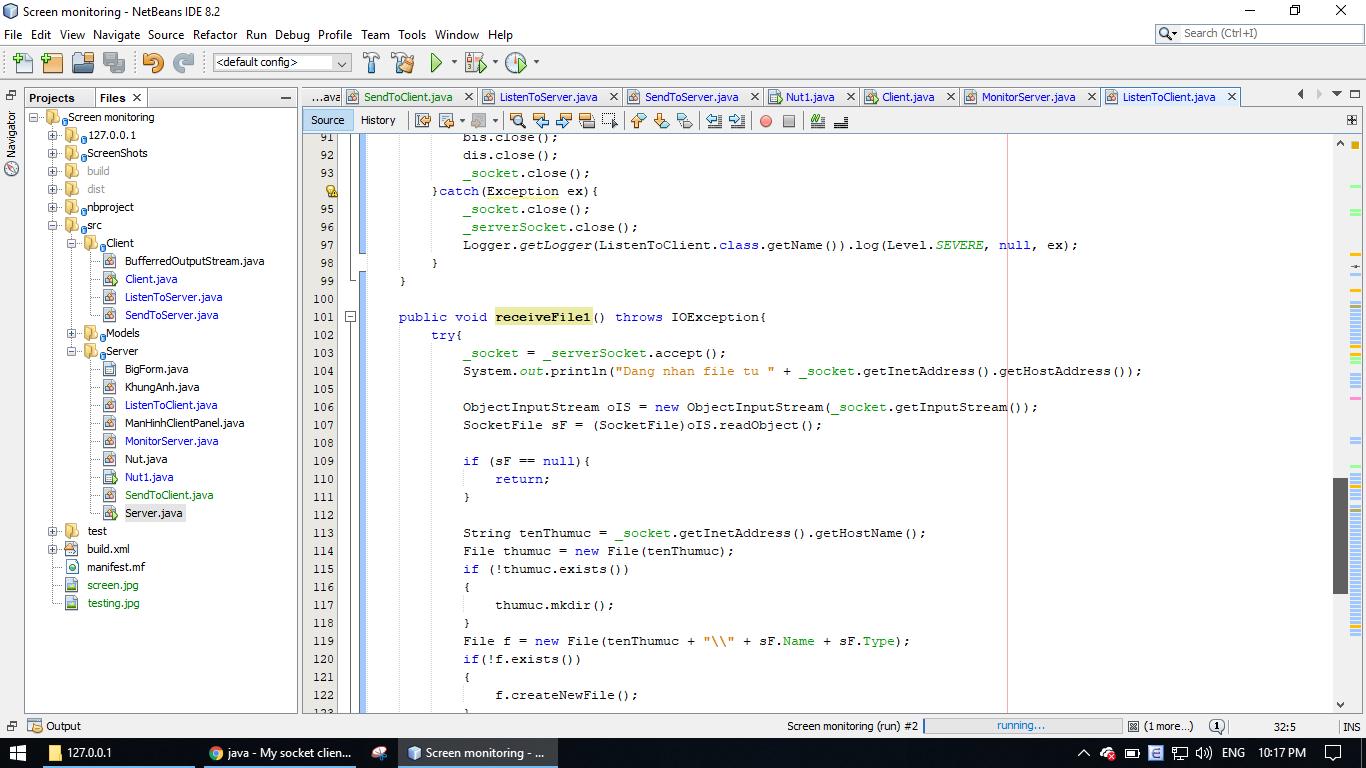 Screen monitoring - NetBeans IDE 8.2
File Edit View Navigate Source Refactor Run Debug Profile Team Tools Window Help
Search (Ctrl+I)
<default config>
Projects Files
...ava SendToClient.java ListenToServer.java SendToServer.java Nut1.java Client.java MonitorServer.java ListenToClient.java
Navigator
Source History
Screen monitoring
127.0.0.1
ScreenShots
build
dist
nbproject
src
Client
BufferredOutputStream.java
Client.java
ListenToServer.java
SendToServer.java
Models
Server
BigForm.java
KhungAnh.java
ListenToClient.java
ManHinhClientPanel.java
MonitorServer.java
Nut.java
Nut1.java
SendToClient.java
Server.java
test
build.xml
manifest.mf
screen.jpg
testing.jpg
91 bis.close();
92 dis.close();
93 _socket.close();
}catch(Exception ex){
95 _socket.close();
96 _serverSocket.close();
97 Logger.getLogger(ListenToClient.class.getName()).log(Level.SEVERE, null, ex);
98 }
99 }
100
101 public void receiveFile1() throws IOException{
102 try{
103 _socket = _serverSocket.accept();
104 System.out.println("Dang nhan file tu " + _socket.getInetAddress().getHostAddress());
105
106 ObjectInputStream oIS = new ObjectInputStream(_socket.getInputStream());
107 SocketFile sF = (SocketFile)oIS.readObject();
108
109 if (sF == null){
110 return;
111 }
112
113 String tenThumuc = _socket.getInetAddress().getHostName();
114 File thumuc = new File(tenThumuc);
115 if (!thumuc.exists())
116 {
117 thumuc.mkdir();
118 }
119 File f = new File(tenThumuc + "\\" + sF.Name + sF.Type);
120 if(!f.exists())
121 {
122 f.createNewFile();
123 }
Output
Screen monitoring (run) #2 running... (1 more...) 1 32:5 INS
127.0.0.1 java - My socket clien... Screen monitoring - ... ENG 10:17 PM